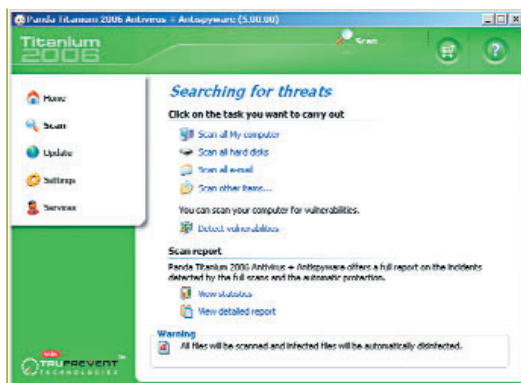 Panda Titanium 2006 Antivirus + Antispyware (5.00.00)
Titanium
2006
Scan
Home
Scan
Update
Settings
Services
Searching for threats
Click on the task you want to carry out
Scan all My computer
Scan all hard disks
Scan all e-mail
Scan other items...
You can scan your computer for vulnerabilities.
Detect vulnerabilities
Scan report
Panda Titanium 2006 Antivirus + Antispyware offers a full report on the incidents
detected by the full scans and the automatic protection.
View statistics
View detailed report
Warning
All files will be scanned and infected files will be automatically disinfected.
with
TRUPREVENT
TECHNOLOGIES